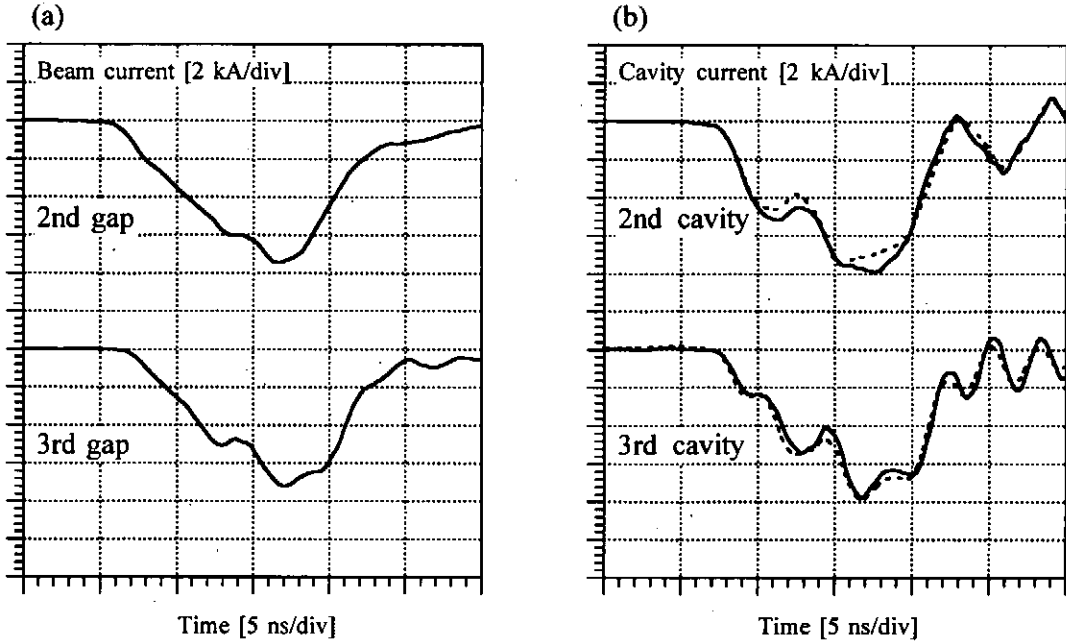 (a)
Beam current [2 kA/div]
2nd gap
3rd gap
Time [5 ns/div]
(b)
Cavity current [2 kA/div]
2nd cavity
3rd cavity
Time [5 ns/div]